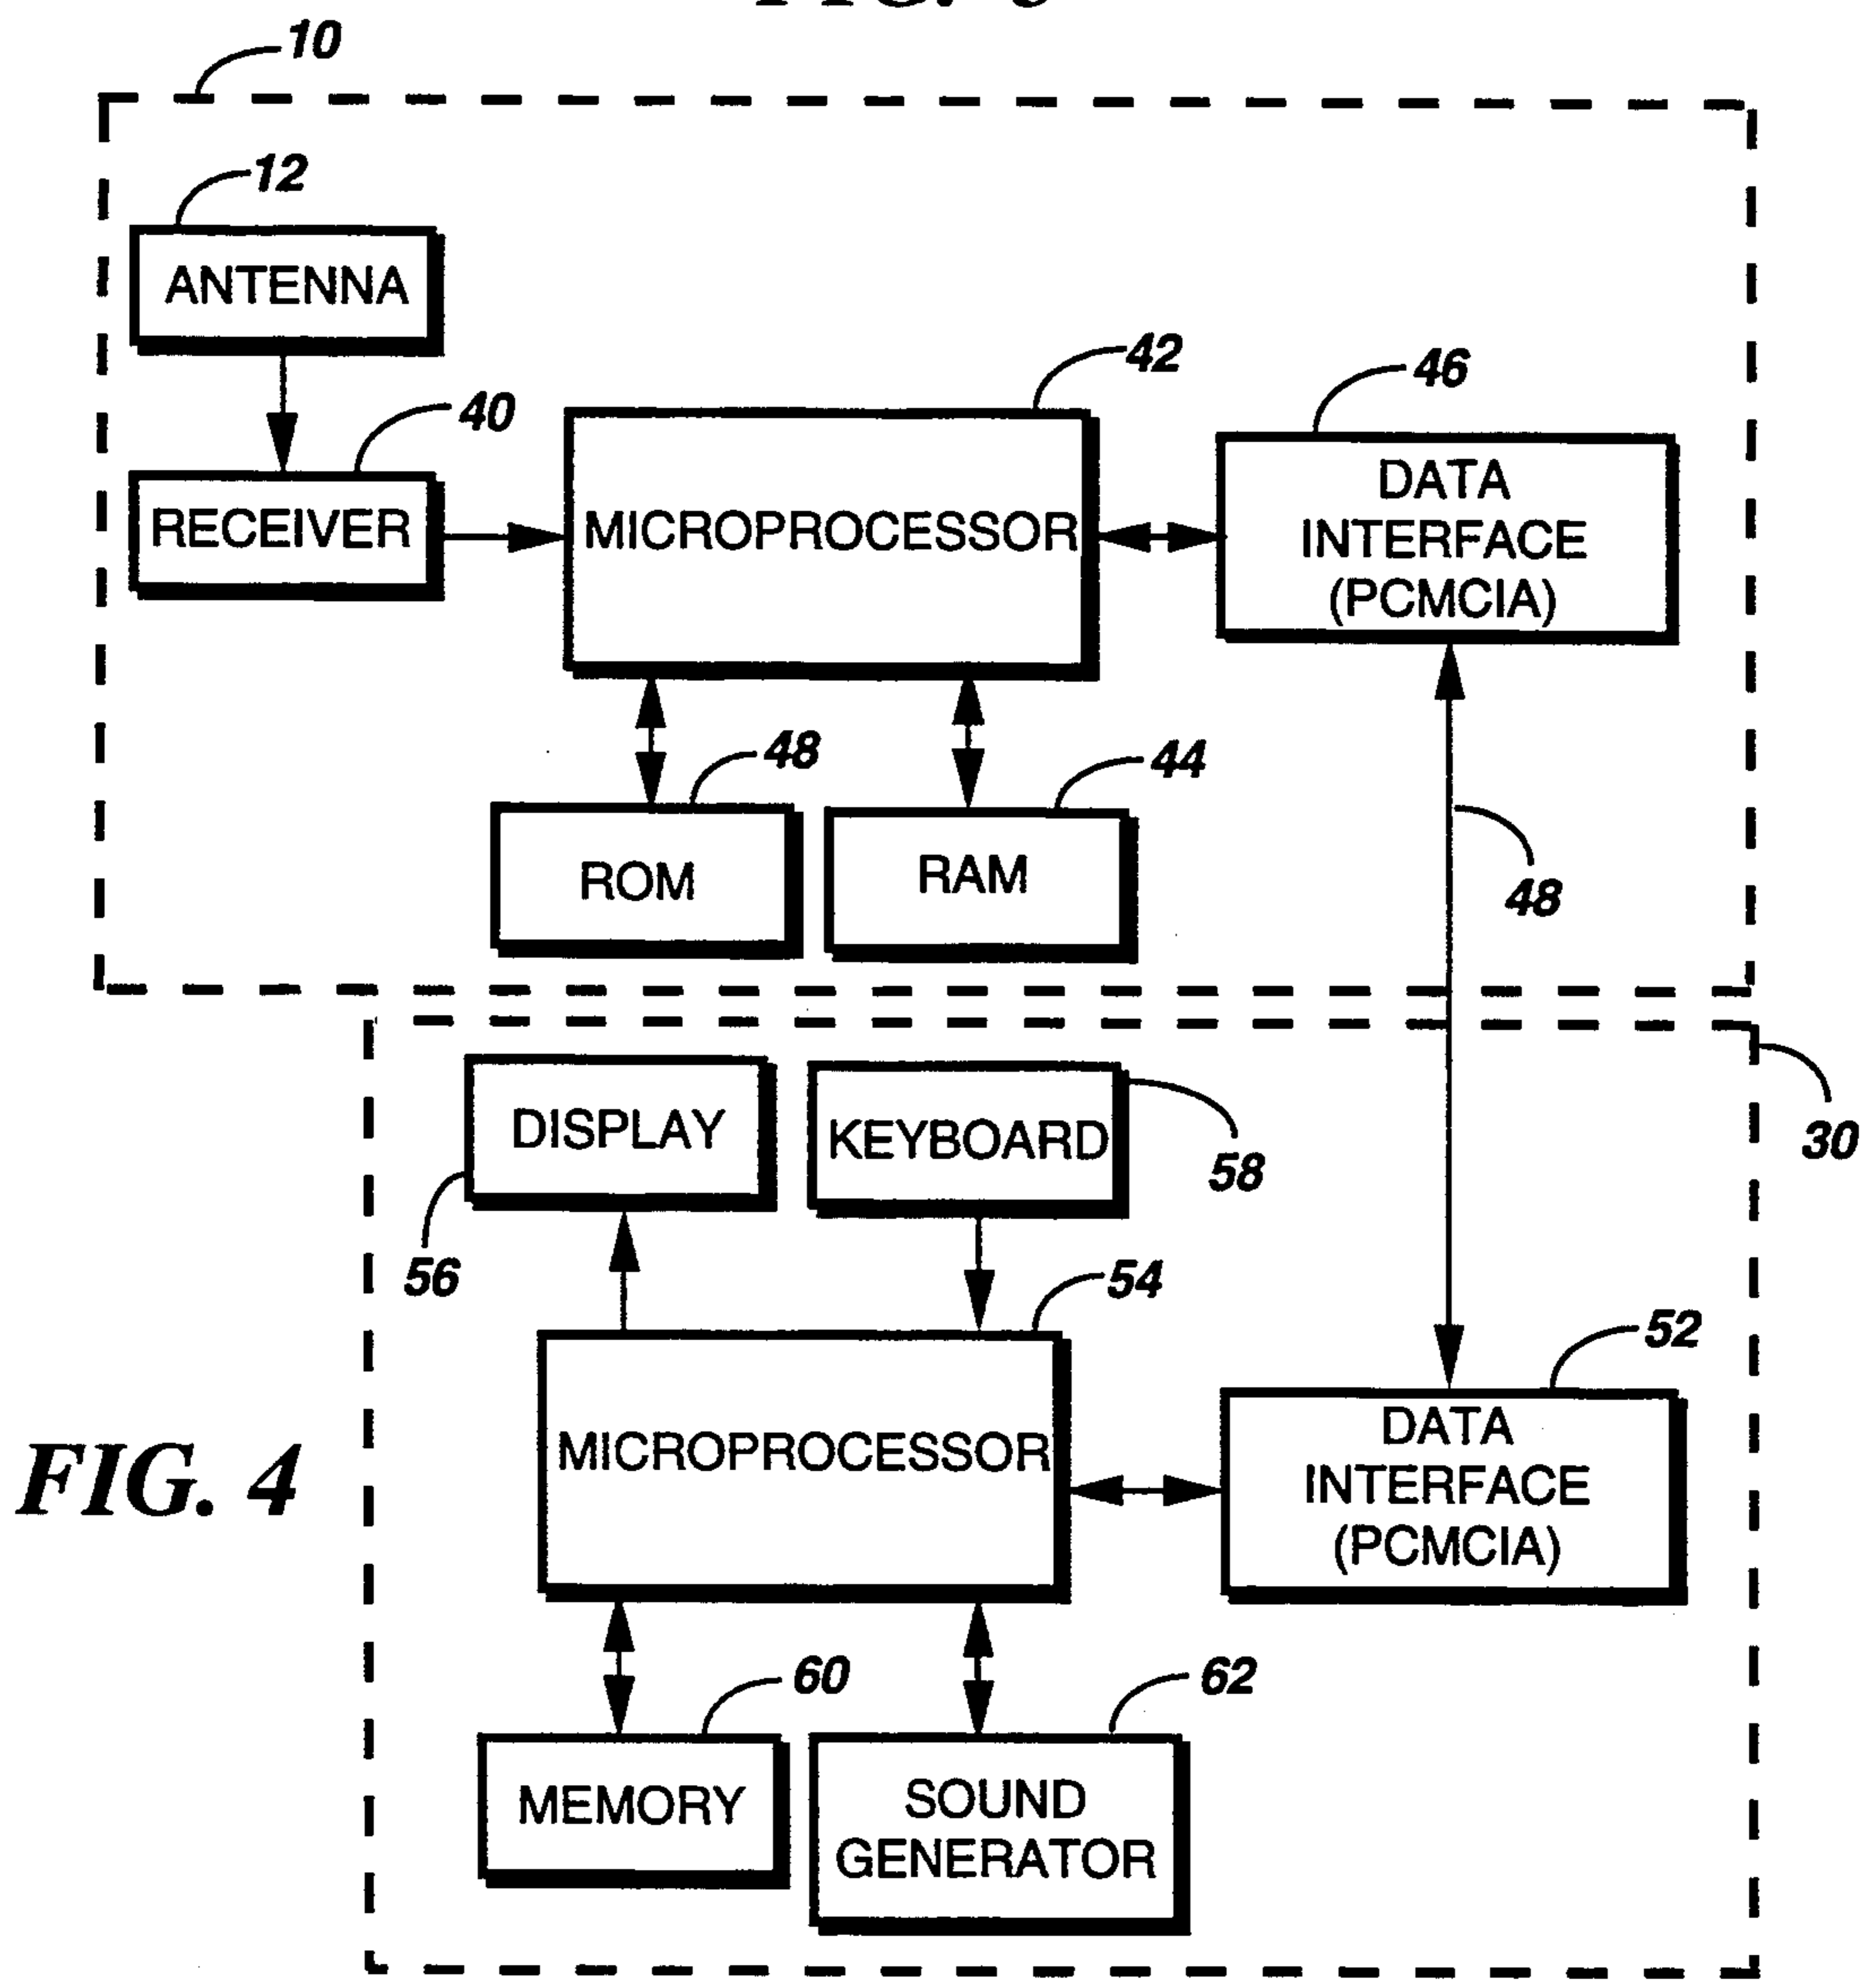 10
12
ANTENNA
42
46
40
DATA
RECEIVER
MICROPROCESSOR
INTERFACE
(PCMCIA)
48
44
ROM
RAM
48
DISPLAY
KEYBOARD
58
30
56
54
52
MICROPROCESSOR
DATA
INTERFACE
(PCMCIA)
FIG. 4
60
62
MEMORY
SOUND
GENERATOR